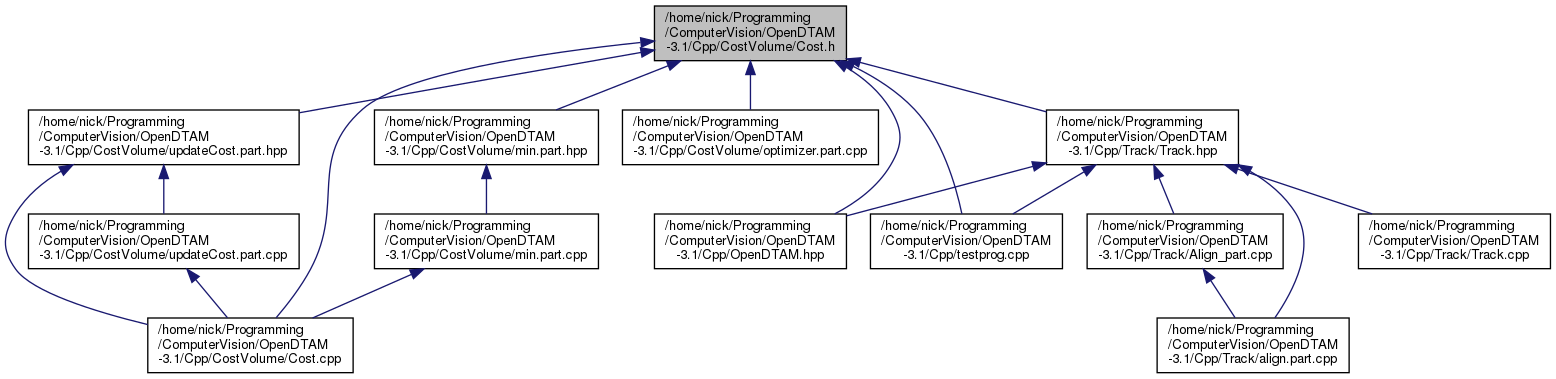 /home/nick/Programming
/ComputerVision/OpenDTAM
-3.1/Cpp/CostVolume/Cost.h
/home/nick/Programming
/ComputerVision/OpenDTAM
-3.1/Cpp/CostVolume/updateCost.part.hpp
/home/nick/Programming
/ComputerVision/OpenDTAM
-3.1/Cpp/CostVolume/min.part.hpp
/home/nick/Programming
/ComputerVision/OpenDTAM
-3.1/Cpp/CostVolume/optimizer.part.cpp
/home/nick/Programming
/ComputerVision/OpenDTAM
-3.1/Cpp/Track/Track.hpp
/home/nick/Programming
/ComputerVision/OpenDTAM
-3.1/Cpp/CostVolume/updateCost.part.cpp
/home/nick/Programming
/ComputerVision/OpenDTAM
-3.1/Cpp/CostVolume/min.part.cpp
/home/nick/Programming
/ComputerVision/OpenDTAM
-3.1/Cpp/OpenDTAM.hpp
/home/nick/Programming
/ComputerVision/OpenDTAM
-3.1/Cpp/testprog.cpp
/home/nick/Programming
/ComputerVision/OpenDTAM
-3.1/Cpp/Track/Align_part.cpp
/home/nick/Programming
/ComputerVision/OpenDTAM
-3.1/Cpp/Track/Track.cpp
/home/nick/Programming
/ComputerVision/OpenDTAM
-3.1/Cpp/CostVolume/Cost.cpp
/home/nick/Programming
/ComputerVision/OpenDTAM
-3.1/Cpp/Track/align.part.cpp